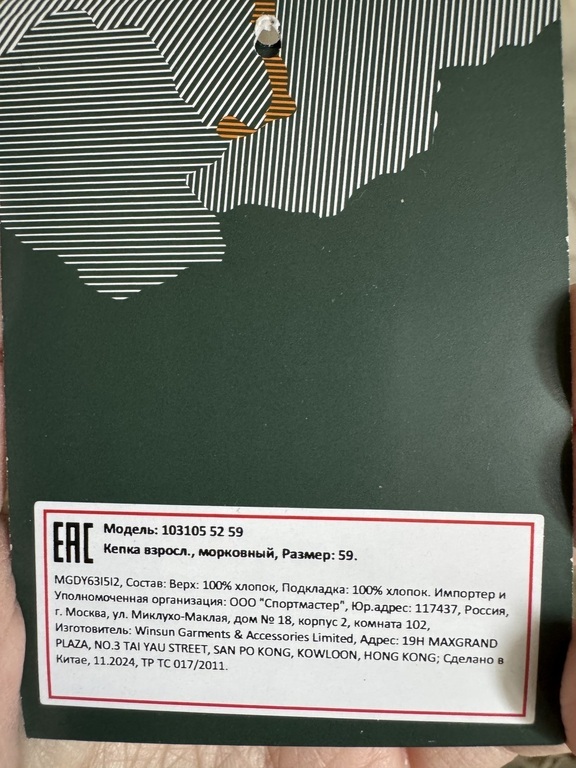 EAC
Модель: 103105 52 59
Кепка взросл., морковный, Размер: 59.
MGDY63I5I2, Состав: Верх: 100% хлопок, Подкладка: 100% хлопок. Импортер и
Уполномоченная организация: ООО "Спортмастер", Юр.адрес: 117437, Россия,
г. Москва, ул. Миклухо-Маклая, дом № 18, корпус 2, комната 102,
Изготовитель: Winsun Garments & Accessories Limited, Адрес: 19H MAXGRAND
PLAZA, NO.3 TAI YAU STREET, SAN PO KONG, KOWLOON, HONG KONG; Сделано в
Китае, 11.2024, ТР ТС 017/2011.